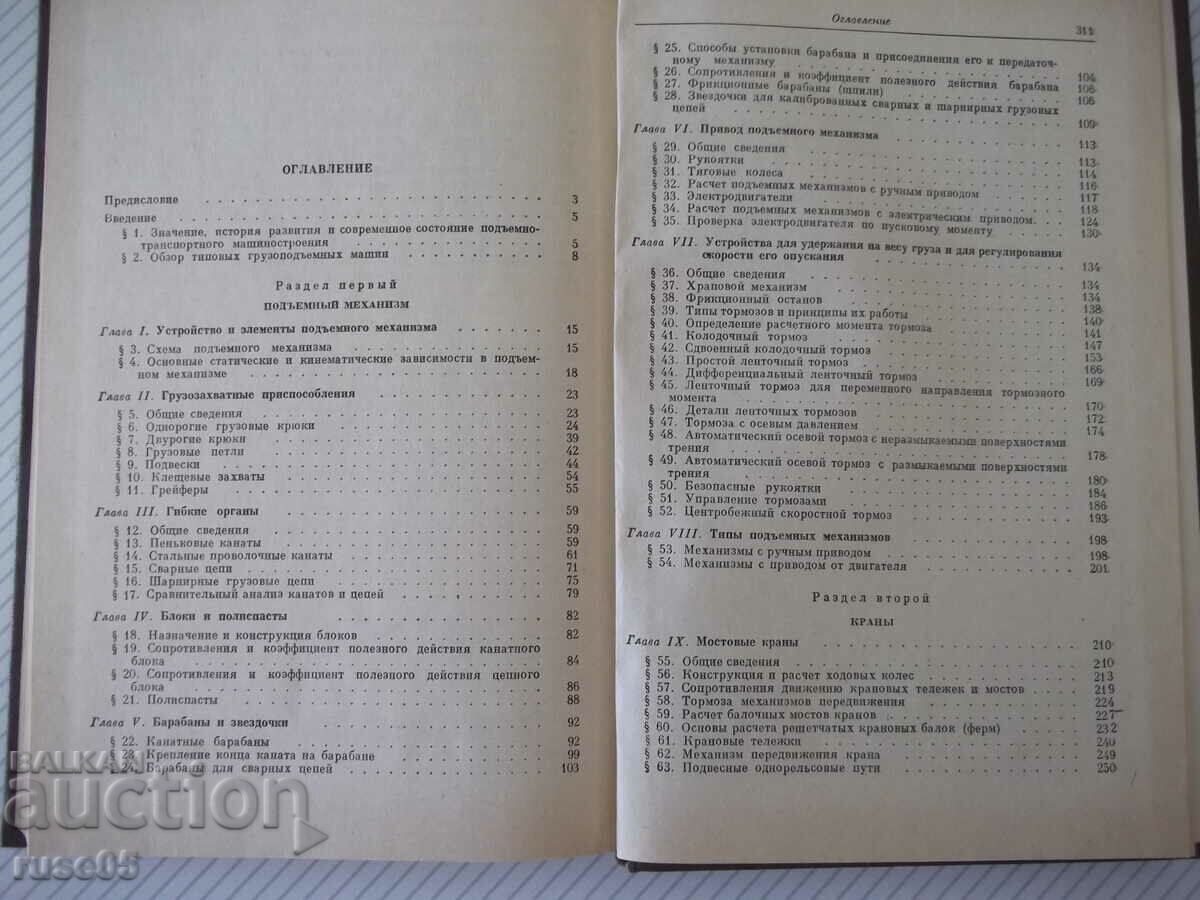 ОГЛАВЛЕНИЕ
Предисловие 3
Введение 5
§ 1. Значение, история развития и современное состояние подъемно-
транспортного машиностроения 5
§ 2. Обзор типовых грузоподъемных машин 8
Раздел первый
ПОДЪЕМНЫЙ МЕХАНИЗМ
Глава I. Устройство и элементы подъемного механизма 15
§ 3. Схема подъемного механизма 15
§ 4. Основные статические и кинематические зависимости в подъем-
ном механизме 18
Глава II. Грузозахватные приспособления 23
§ 5. Общие сведения 23
§ 6. Однорогие грузовые крюки 24
§ 7. Двурогие крюки 39
§ 8. Грузовые петли 42
§ 9. Подвески 44
§ 10. Клещевые захваты 54
§ 11. Грейферы 55
Глава III. Гибкие органы 59
§ 12. Общие сведения 59
§ 13. Пеньковые канаты 59
§ 14. Стальные проволочные канаты 61
§ 15. Сварные цепи 71
§ 16. Шарнирные грузовые цепи 75
§ 17. Сравнительный анализ канатов и цепей 79
Глава IV. Блоки и полиспасты 82
§ 18. Назначение и конструкция блоков 82
§ 19. Сопротивления и коэффициент полезного действия канатного
блока 84
§ 20. Сопротивления и коэффициент полезного действия цепного
блока 86
§ 21. Полиспасты 88
Глава V. Барабаны и звездочки 92
§ 22. Канатные барабаны 92
§ 23. Крепление конца каната на барабане 99
§ 24. Барабаны для сварных цепей 103
Оглавление 311
§ 25. Способы установки барабана и присоединения его к передаточ-
ному механизму 104
§ 26. Сопротивления и коэффициент полезного действия барабана 106
§ 27. Фрикционные барабаны (шпили) 106
§ 28. Звездочки для калиброванных сварных и шарнирных грузовых
цепей 109
Глава VI. Привод подъемного механизма 113
§ 29. Общие сведения 113
§ 30. Рукоятки 114
§ 31. Тяговые колеса 116
§ 32. Расчет подъемных механизмов с ручным приводом 117
§ 33. Электродвигатели 118
§ 34. Расчет подъемных механизмов с электрическим приводом 124
§ 35. Проверка электродвигателя по пусковому моменту 130
Глава VII. Устройства для удержания на весу груза и для регулирования
скорости его опускания 134
§ 36. Общие сведения 134
§ 37. Храповой механизм 134
§ 38. Фрикционный останов 138
§ 39. Типы тормозов и принципы их работы 140
§ 40. Определение расчетного момента тормоза 141
§ 41. Колодочный тормоз 147
§ 42. Сдвоенный колодочный тормоз 153
§ 43. Простой ленточный тормоз 166
§ 44. Дифференциальный ленточный тормоз 169
§ 45. Ленточный тормоз для переменного направления тормозного
момента 170
§ 46. Детали ленточных тормозов 172
§ 47. Тормоза с осевым давлением 174
§ 48. Автоматический осевой тормоз с неразмыкаемыми поверхностями
трения 178
§ 49. Автоматический осевой тормоз с размыкаемыми поверхностями
трения 180
§ 50. Безопасные рукоятки 184
§ 51. Управление тормозами 186
§ 52. Центробежный скоростной тормоз 193
Глава VIII. Типы подъемных механизмов 198
§ 53. Механизмы с ручным приводом 198
§ 54. Механизмы с приводом от двигателя 201
Раздел второй
КРАНЫ
Глава IX. Мостовые краны 210
§ 55. Общие сведения 210
§ 56. Конструкция и расчет ходовых колес 213
§ 57. Сопротивления движению крановых тележек и мостов 219
§ 58. Тормоза механизмов передвижения 224
§ 59. Расчет балочных мостов кранов 227
§ 60. Основы расчета решетчатых крановых балок (ферм) 232
§ 61. Крановые тележки 240
§ 62. Механизм передвижения крана 249
§ 63. Подвесные однорельсовые пути 250
BALKAN
auction
ruse05